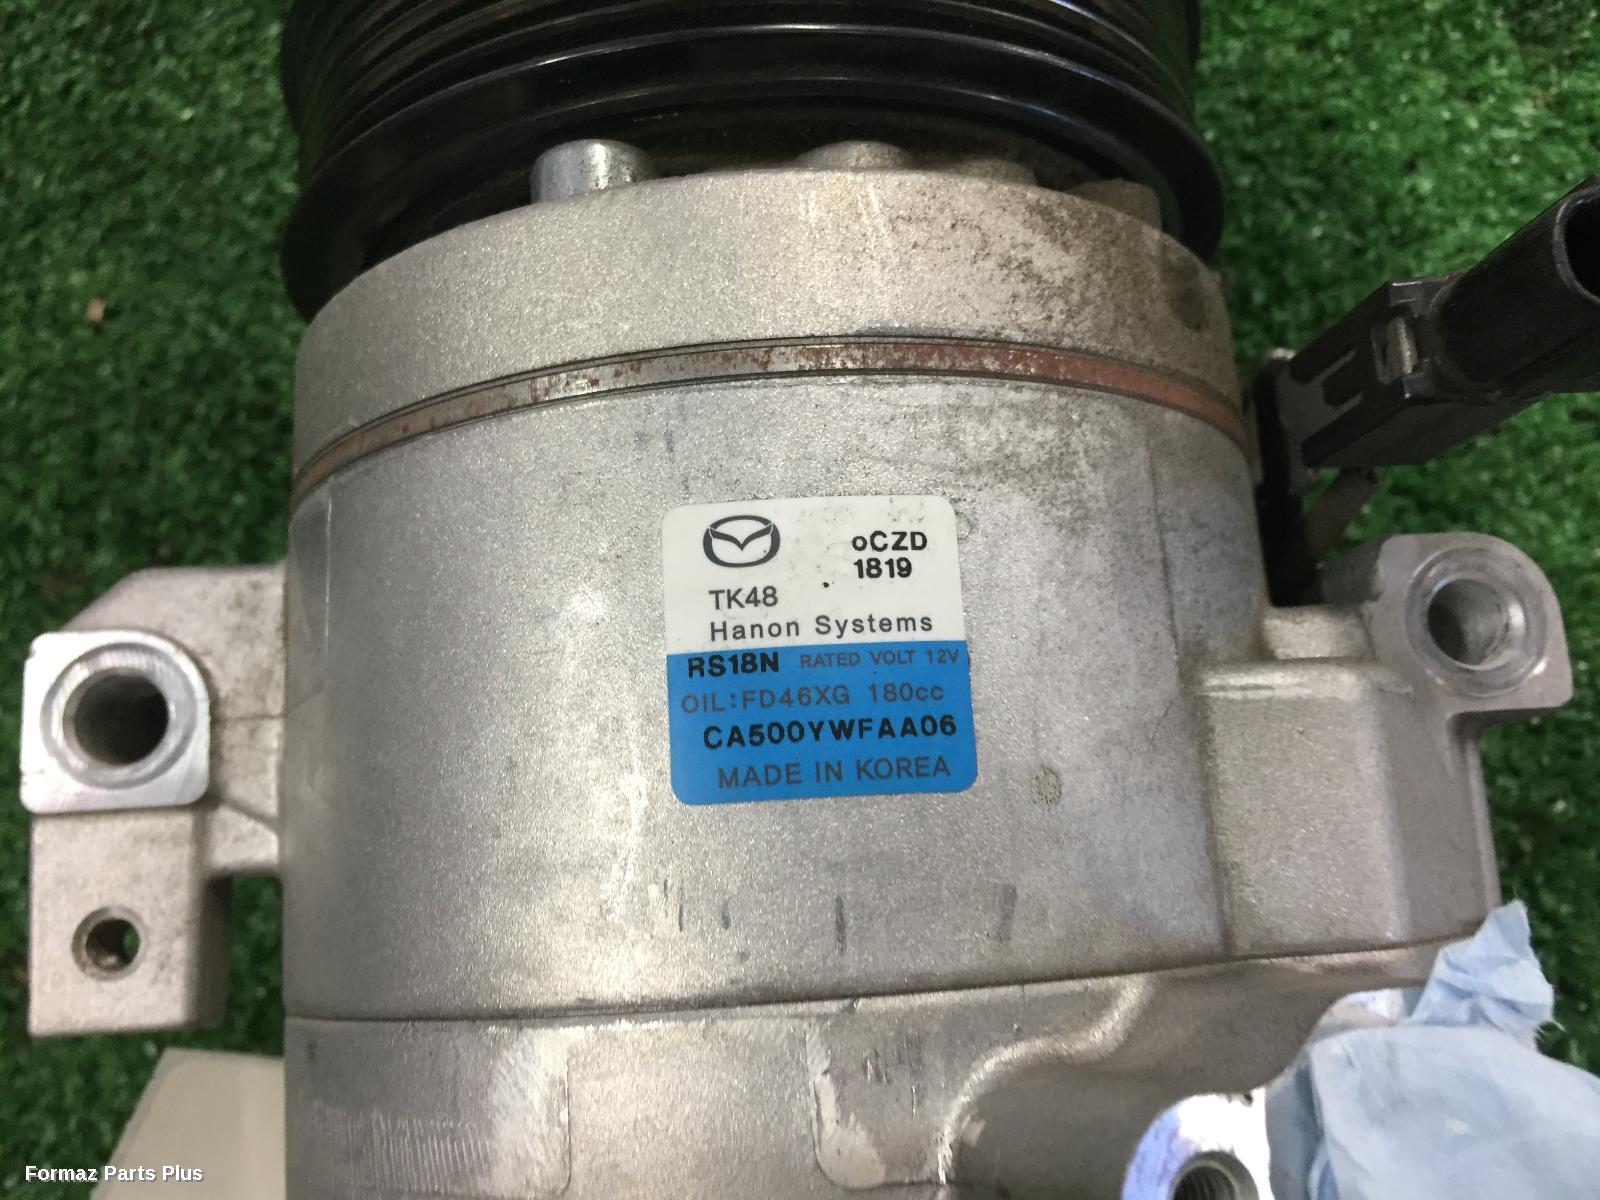 oCZD
1819
TK48
Hanon Systems
RS18N RATED VOLT 12V
OIL:FD46XG 180cc
CA500YWFAA06
MADE IN KOREA
Formaz Parts Plus